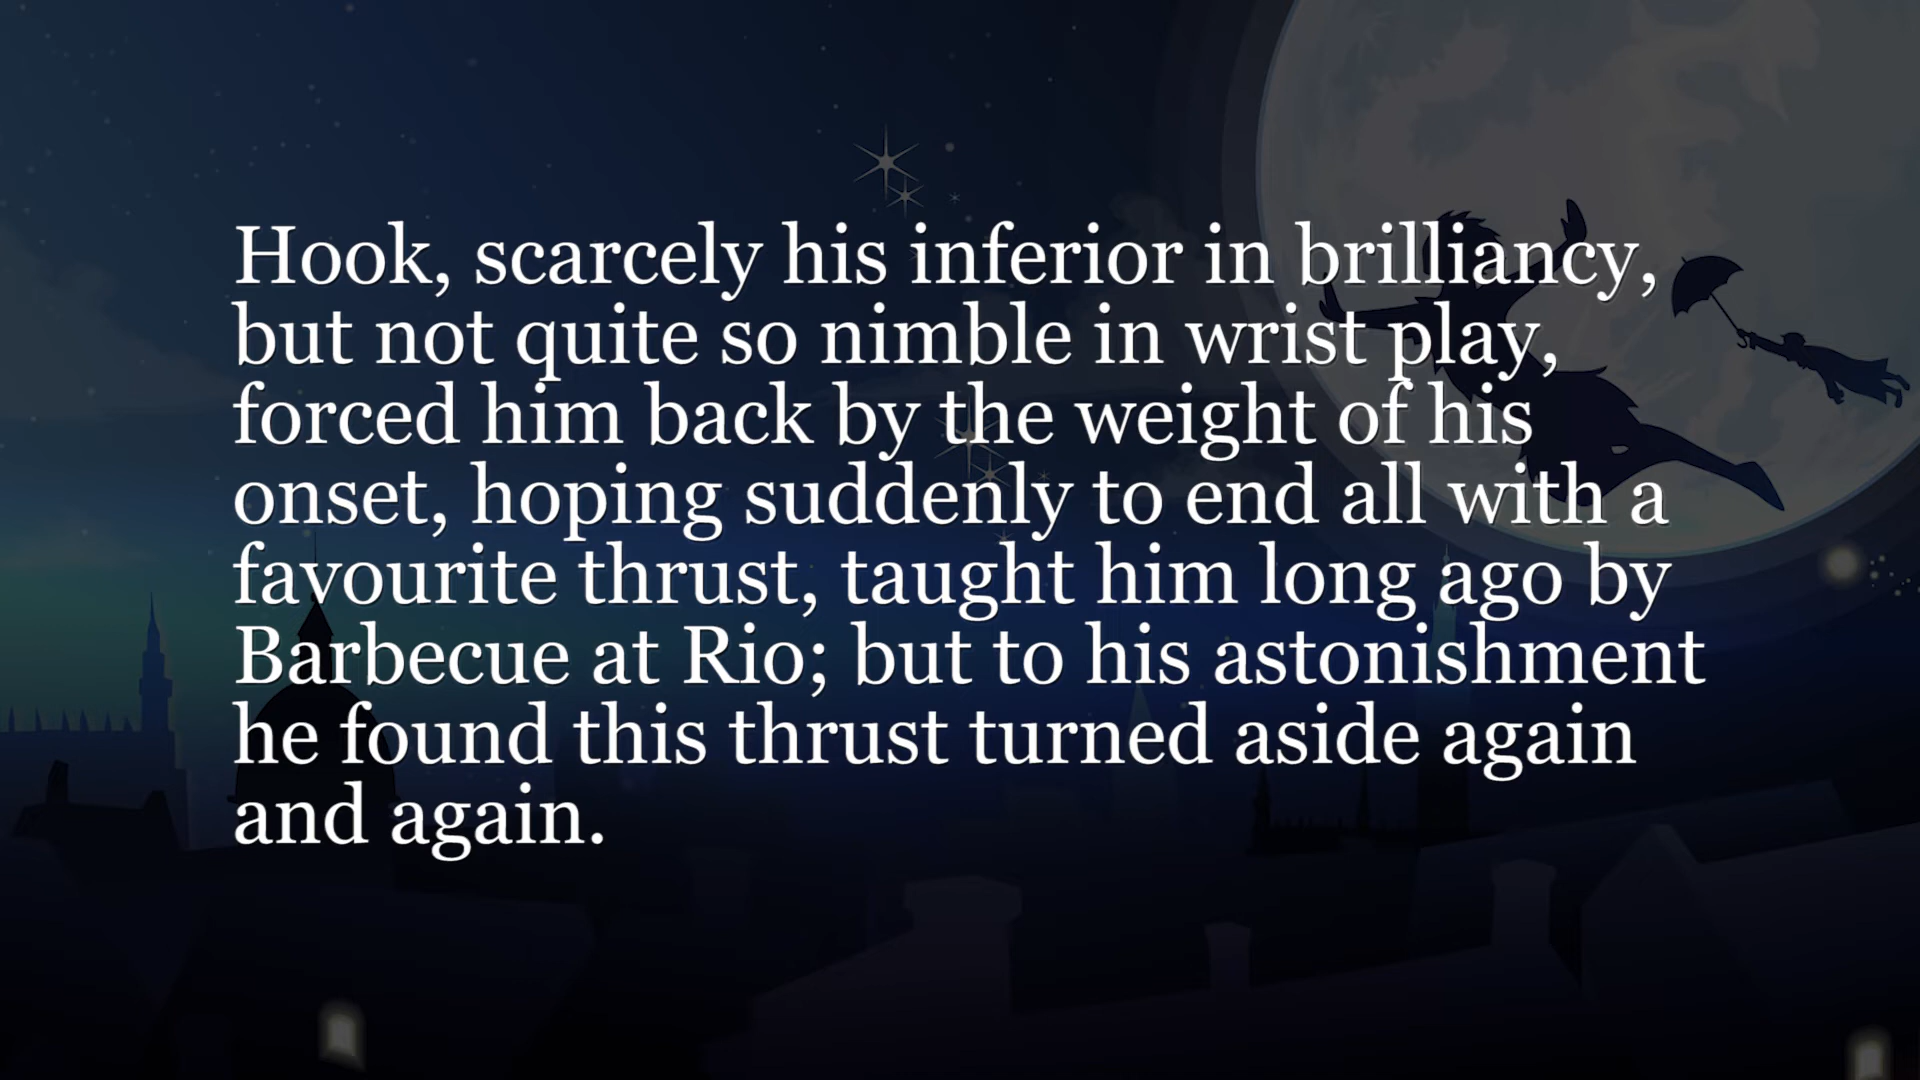 Hook, scarcely his inferior in brilliancy,
but not quite so nimble in wrist play,
forced him back by the weight of his
onset, hoping suddenly to end all with a
favourite thrust, taught him long ago by
Barbecue at Rio; but to his astonishment
he found this thrust turned aside again
and again.